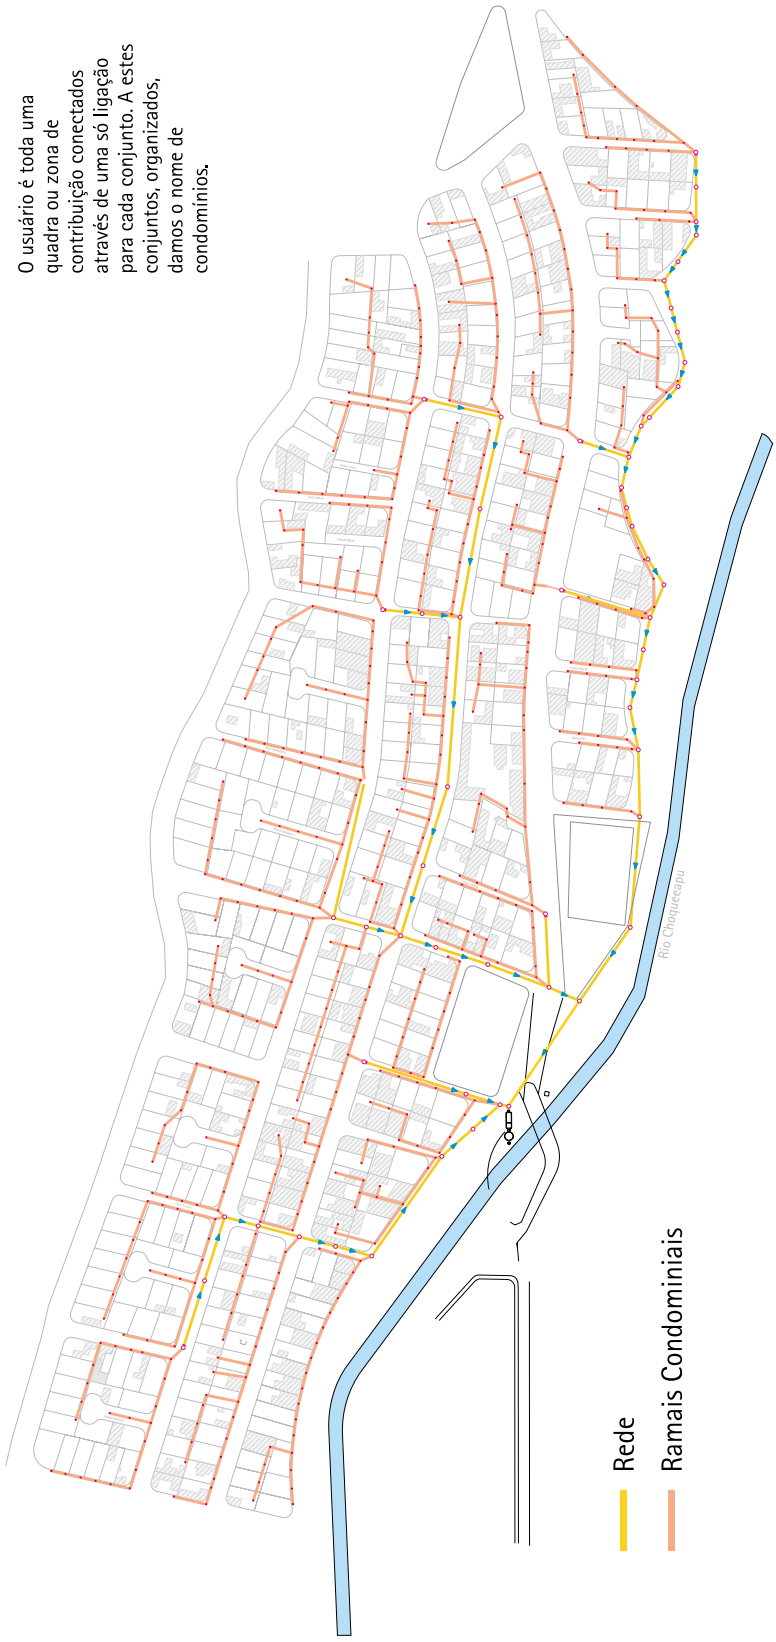 O usuário é toda uma
quadra ou zona de
contribuição conectados
através de uma só ligação
para cada conjunto. A estes
conjuntos, organizados,
damos o nome de
condomínios.
Rio Choqueeapu
C
Rede
Ramais Condominiais